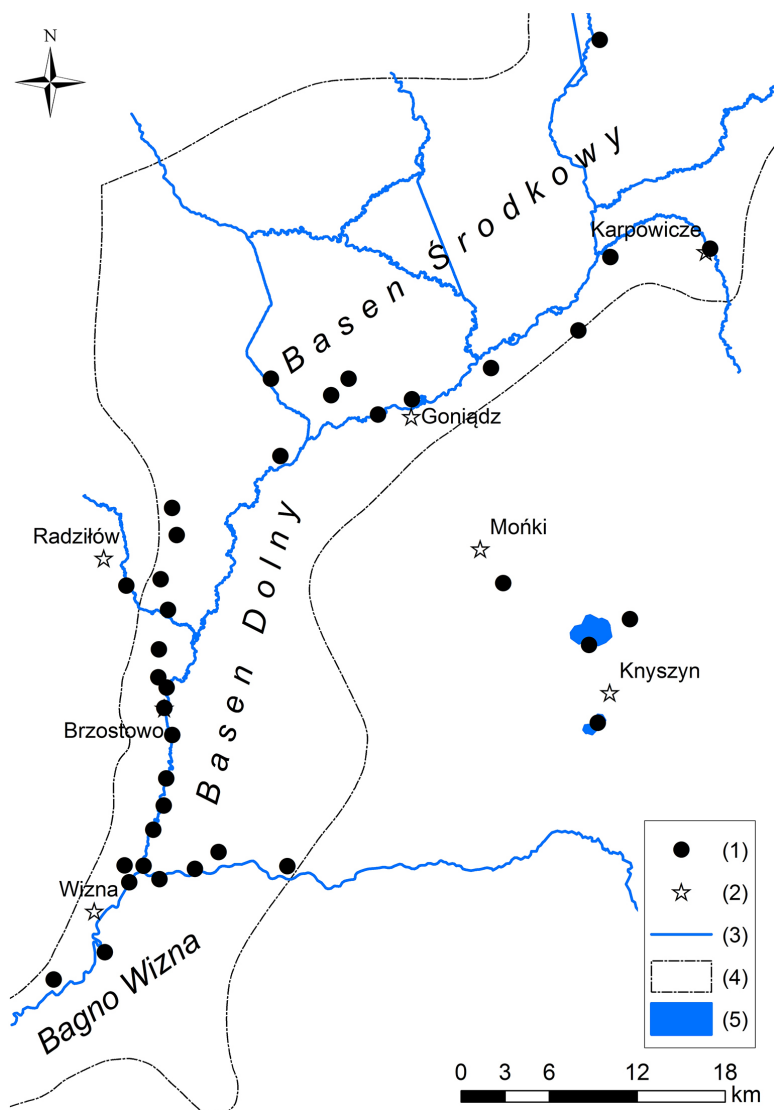 N
Basen Środkowy
Karpowicze
Goniądz
Radziłów
Mońki
Basen Dolny
Knyszyn
Brzostowo
Wizna
Bagno Wizna
(1)
(2)
(3)
(4)
(5)
0 3 6 12 18
km